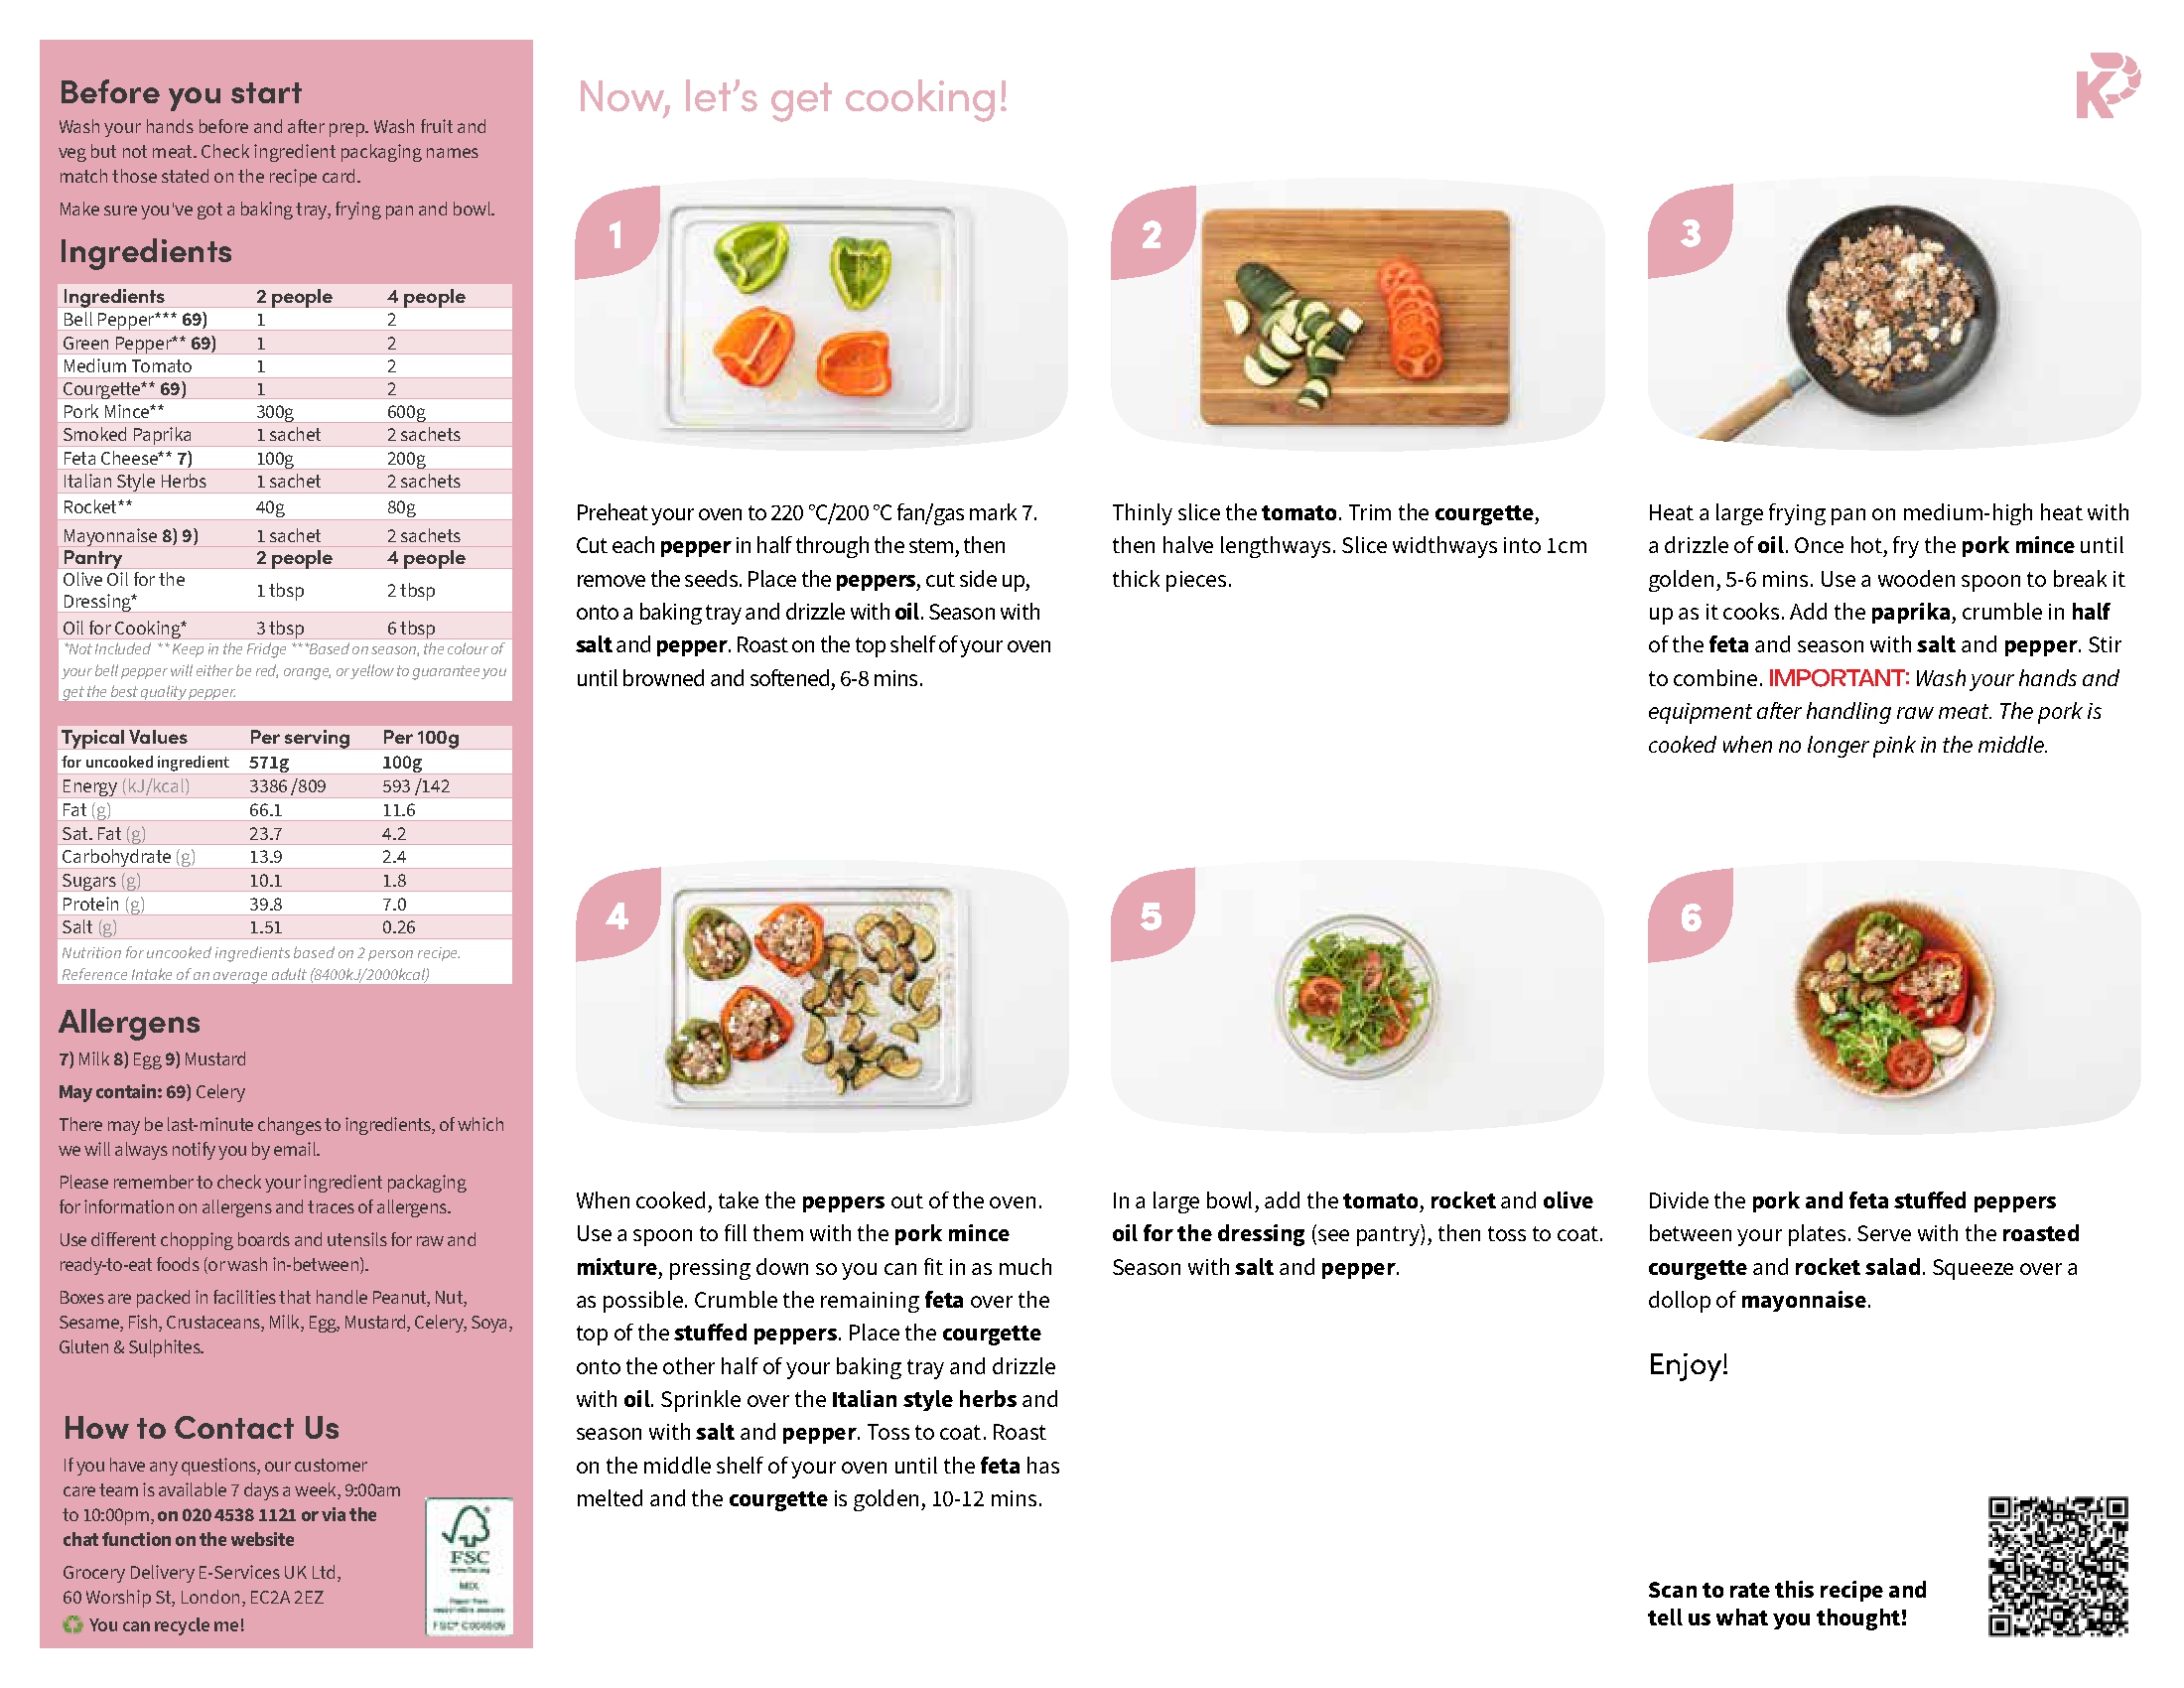 Before you start
Wash your hands before and after prep. Wash fruit and
veg but not meat. Check ingredient packaging names
match those stated on the recipe card.
Make sure you've got a baking tray, frying pan and bowl.
Ingredients
Ingredients 2 people 4 people
Bell Pepper*** 69) 1 2
Green Pepper** 69) 1 2
Medium Tomato 1 2
Courgette** 69) 1 2
Pork Mince** 300g 600g
Smoked Paprika 1 sachet 2 sachets
Feta Cheese** 7) 100g 200g
Italian Style Herbs 1 sachet 2 sachets
Rocket** 40g 80g
Mayonnaise 8) 9) 1 sachet 2 sachets
Pantry 2 people 4 people
Olive Oil for the
Dressing* 1 tbsp 2 tbsp
Oil for Cooking* 3 tbsp 6 tbsp
*Not Included **Keep in the Fridge ***Based on season, the colour of
your bell pepper will either be red, orange, or yellow to guarantee you
get the best quality pepper.
Typical Values Per serving Per 100g
for uncooked ingredient 571g 100g
Energy (kJ/kcal) 3386 /809 593 /142
Fat (g) 66.1 11.6
Sat. Fat (g) 23.7 4.2
Carbohydrate (g) 13.9 2.4
Sugars (g) 10.1 1.8
Protein (g) 39.8 7.0
Salt (g) 1.51 0.26
Nutrition for uncooked ingredients based on 2 person recipe.
Reference Intake of an average adult (8400kJ/2000kcal)
Allergens
7) Milk 8) Egg 9) Mustard
May contain: 69) Celery
There may be last-minute changes to ingredients, of which
we will always notify you by email.
Please remember to check your ingredient packaging
for information on allergens and traces of allergens.
Use different chopping boards and utensils for raw and
ready-to-eat foods (or wash in-between).
Boxes are packed in facilities that handle Peanut, Nut,
Sesame, Fish, Crustaceans, Milk, Egg, Mustard, Celery, Soya,
Gluten & Sulphites.
How to Contact Us
If you have any questions, our customer
care team is available 7 days a week, 9:00am
to 10:00pm, on 020 4538 1121 or via the
chat function on the website
Grocery Delivery E-Services UK Ltd,
60 Worship St, London, EC2A 2EZ
You can recycle me!
FSC
MIX
Now, let's get cooking!
1
Preheat your oven to 220 °C/200 °C fan/gas mark 7.
Cut each pepper in half through the stem, then
remove the seeds. Place the peppers, cut side up,
onto a baking tray and drizzle with oil. Season with
salt and pepper. Roast on the top shelf of your oven
until browned and softened, 6-8 mins.
2
Thinly slice the tomato. Trim the courgette,
then halve lengthways. Slice widthways into 1cm
thick pieces.
3
Heat a large frying pan on medium-high heat with
a drizzle of oil. Once hot, fry the pork mince until
golden, 5-6 mins. Use a wooden spoon to break it
up as it cooks. Add the paprika, crumble in half
of the feta and season with salt and pepper. Stir
to combine. IMPORTANT: Wash your hands and
equipment after handling raw meat. The pork is
cooked when no longer pink in the middle.
4
When cooked, take the peppers out of the oven.
Use a spoon to fill them with the pork mince
mixture, pressing down so you can fit in as much
as possible. Crumble the remaining feta over the
top of the stuffed peppers. Place the courgette
onto the other half of your baking tray and drizzle
with oil. Sprinkle over the Italian style herbs and
season with salt and pepper. Toss to coat. Roast
on the middle shelf of your oven until the feta has
melted and the courgette is golden, 10-12 mins.
5
In a large bowl, add the tomato, rocket and olive
oil for the dressing (see pantry), then toss to coat.
Season with salt and pepper.
6
Divide the pork and feta stuffed peppers
between your plates. Serve with the roasted
courgette and rocket salad. Squeeze over a
dollop of mayonnaise.
Enjoy!
Scan to rate this recipe and
tell us what you thought!